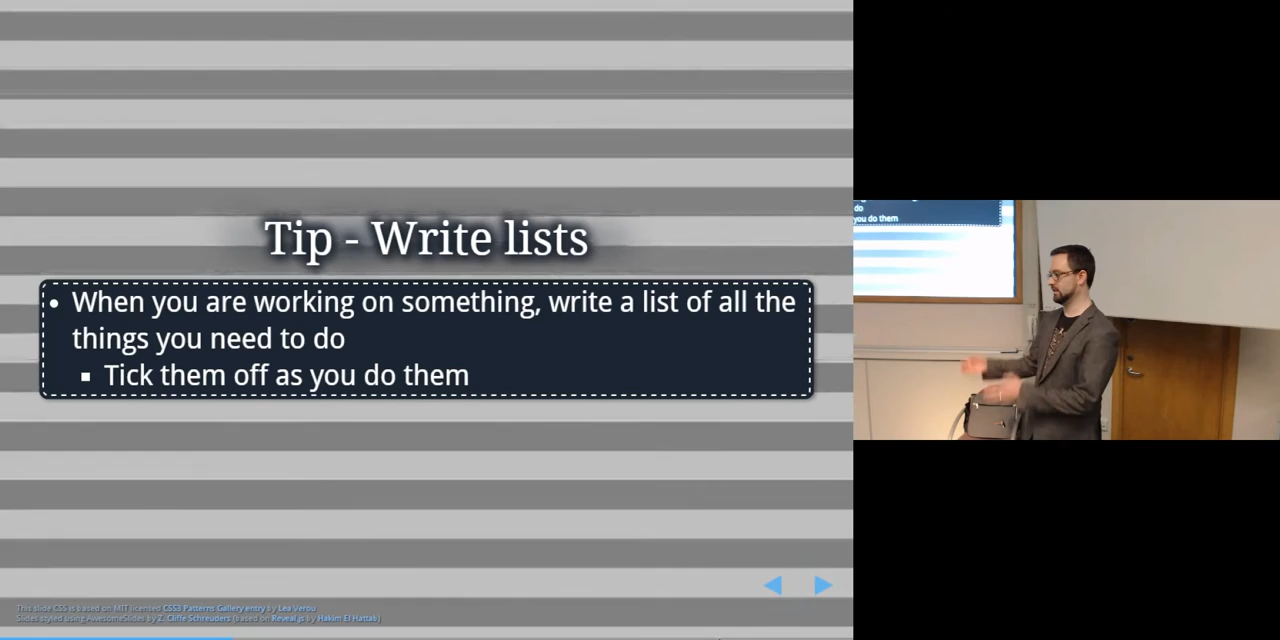 Tip - Write lists
• When you are working on something, write a list of all the
things you need to do
▪ Tick them off as you do them
This slide CSS is based on MIT licensed CSS3 Patterns Gallery entry by Lea Verou
Slides styled using AwesomeSlides by Z. Cliffe Schreuders (based on Reveal.js by Hakim El Hattab)
do
you do them